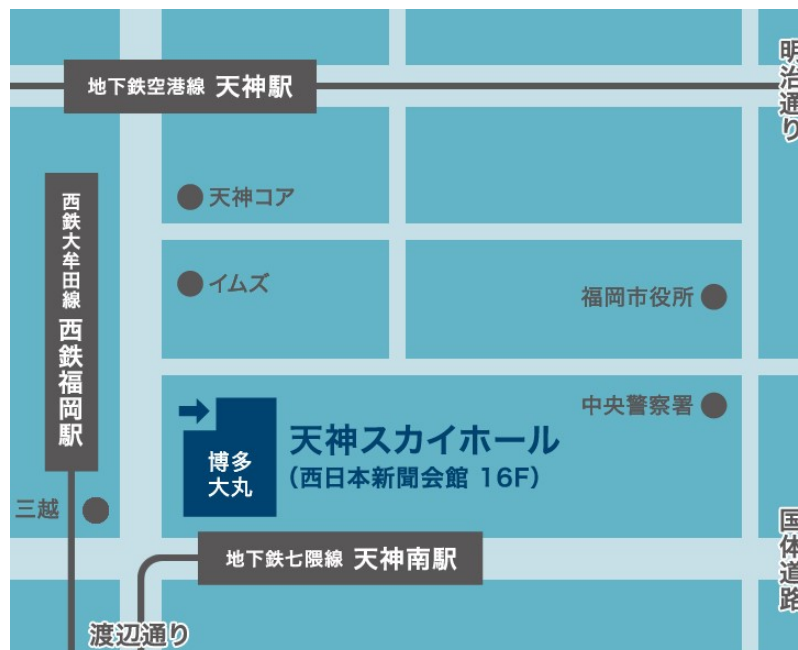 地下鉄空港線 天神駅
明治通り
天神コア
西鉄大牟田線 西鉄福岡駅
イムズ
福岡市役所
中央警察署
天神スカイホール
(西日本新聞会館 16F)
博多
大丸
三越
国体道路
地下鉄七隈線 天神南駅
渡辺通り